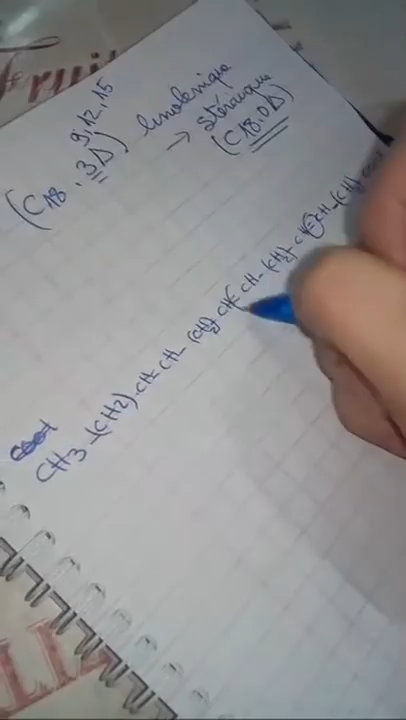 (C18 : 3Δ 9,12,15) linolenique → stéarique
(C18:0Δ)
CH3-(CH2)-CH=CH-(CH2)-CH=CH-(CH2)-CH=CH-(CH2)